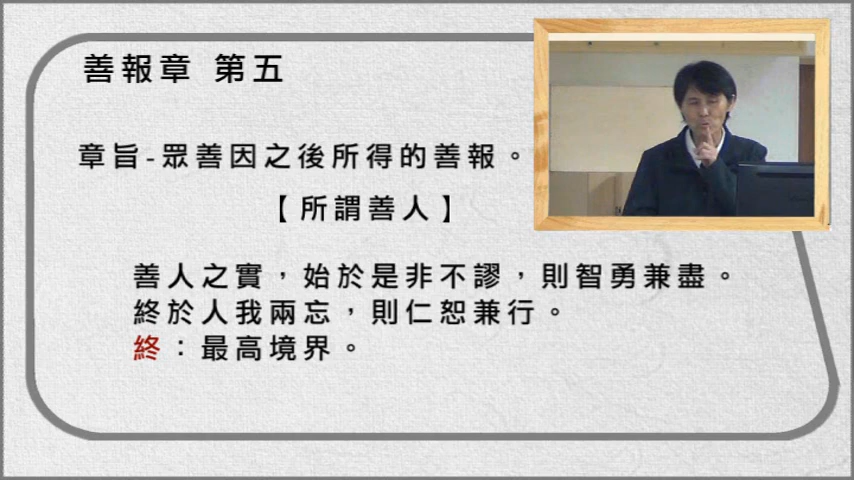 善報章 第五
章旨-眾善因之後所得的善報。
【所謂善人】
善人之實，始於是非不謬，則智勇兼盡。
終於人我兩忘，則仁恕兼行。
終：最高境界。